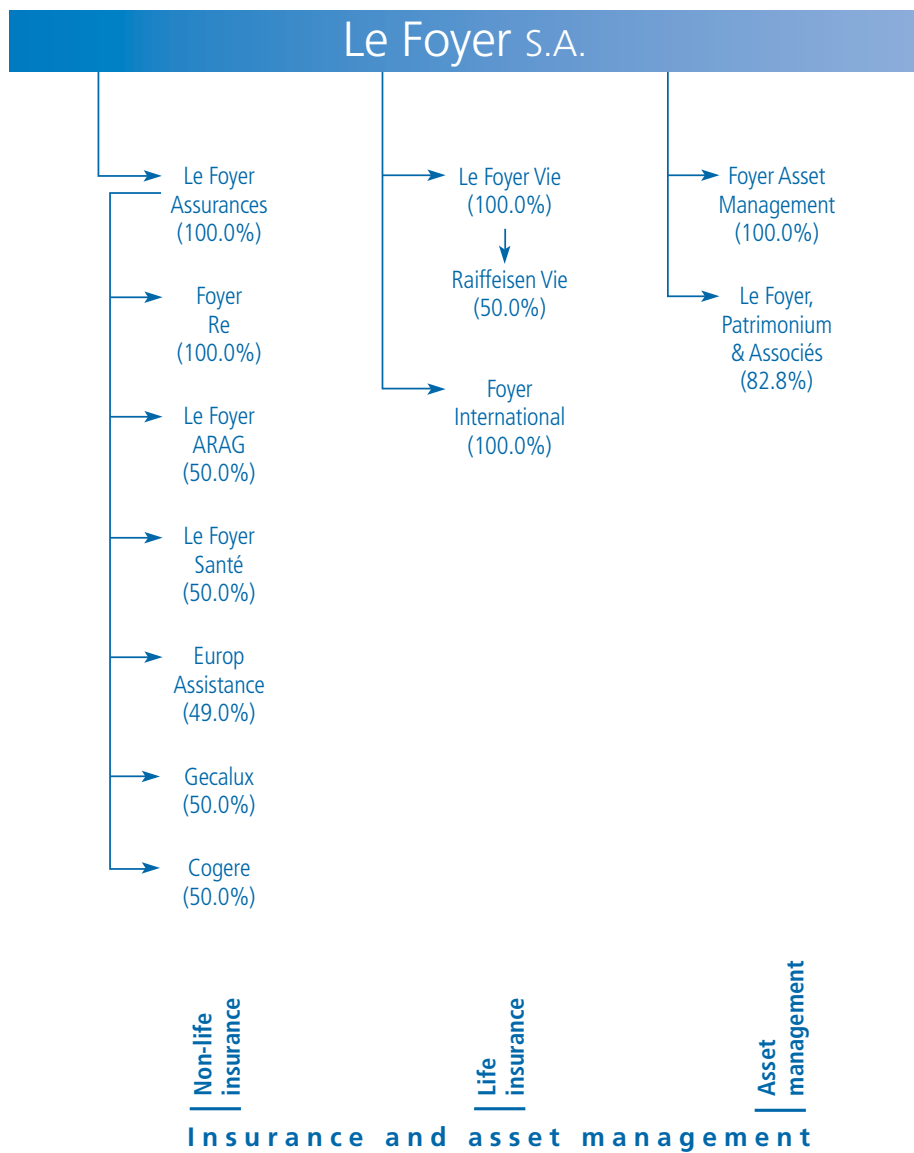 Le Foyer S.A.
Le Foyer
Assurances
(100.0%)
Foyer
Re
(100.0%)
Le Foyer
ARAG
(50.0%)
Le Foyer
Santé
(50.0%)
Europ
Assistance
(49.0%)
Gecalux
(50.0%)
Cogere
(50.0%)
Le Foyer Vie
(100.0%)
Raiffeisen Vie
(50.0%)
Foyer
International
(100.0%)
Foyer Asset
Management
(100.0%)
Le Foyer,
Patrimonium
& Associés
(82.8%)
Non-life
insurance
Life
insurance
Asset
management
Insurance and asset management